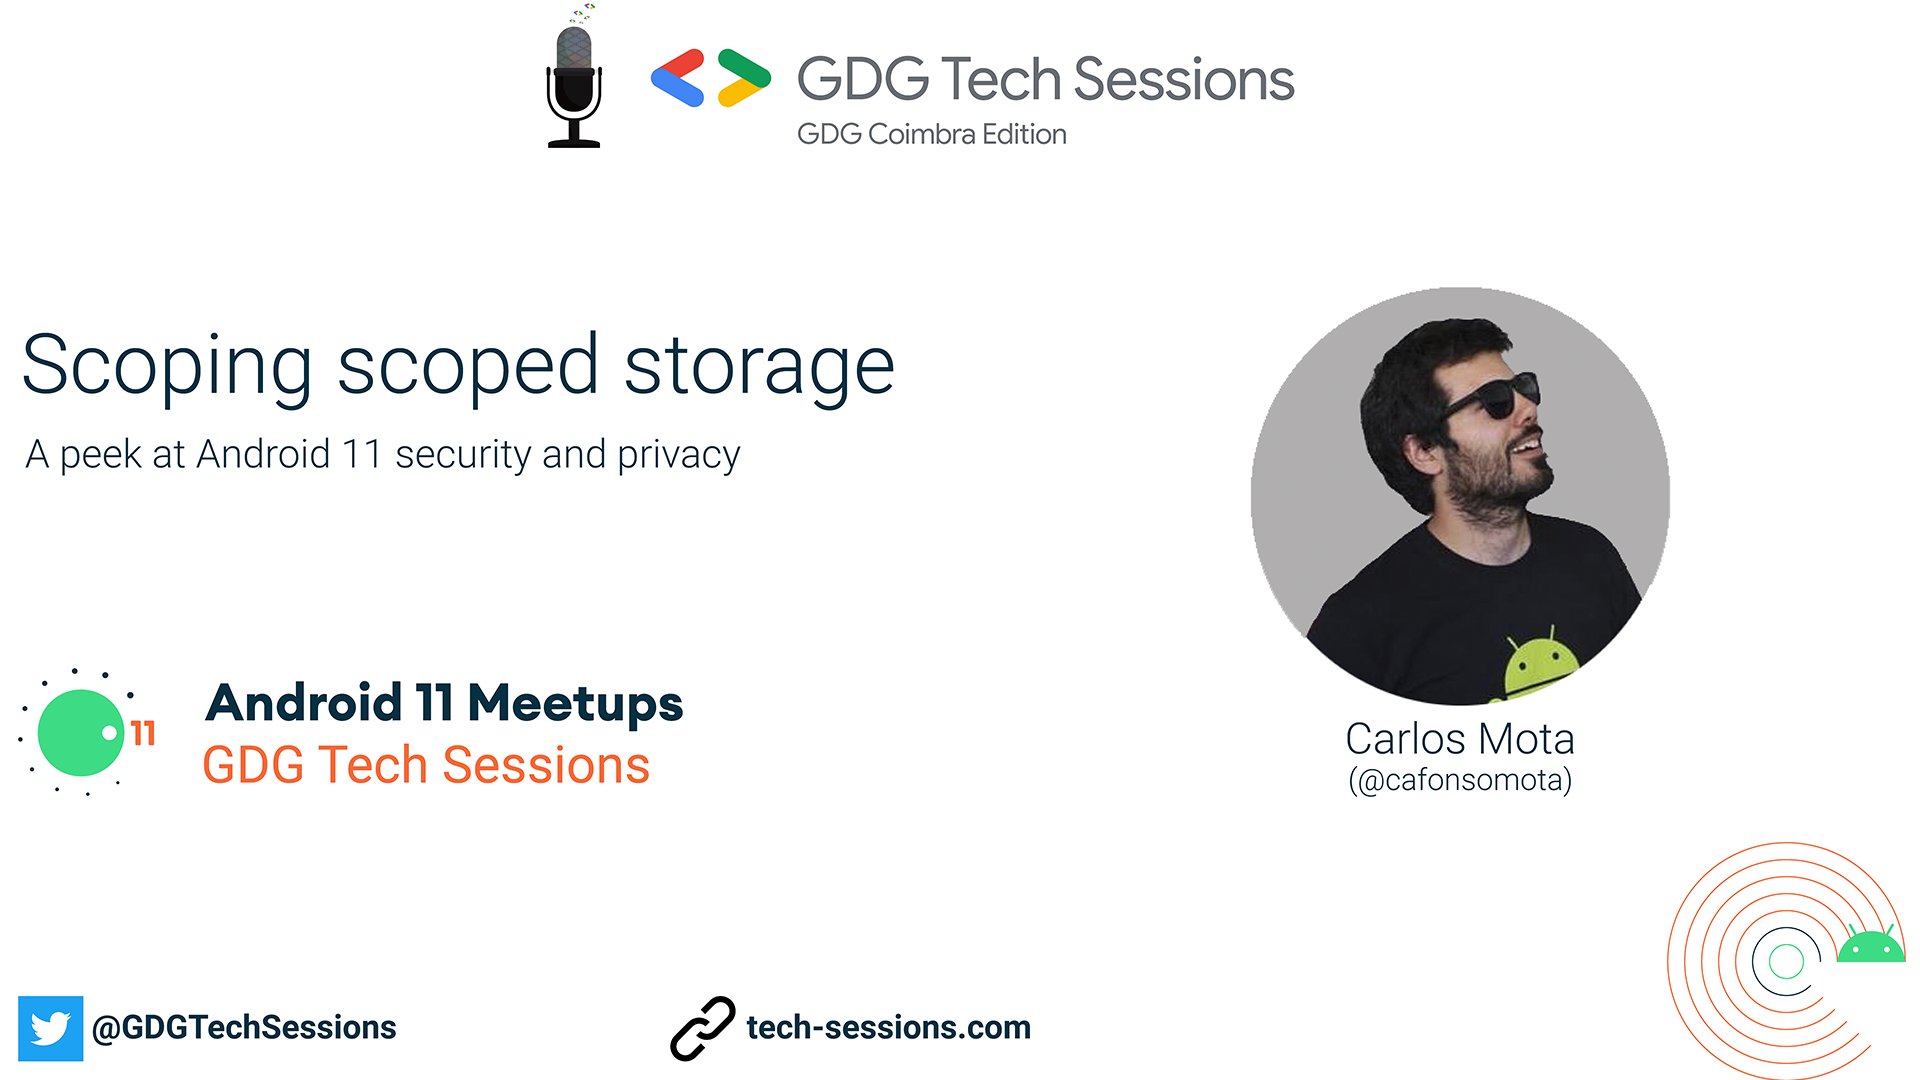 GDG Tech Sessions
GDG Coimbra Edition
Scoping scoped storage
A peek at Android 11 security and privacy
11
Android 11 Meetups
GDG Tech Sessions
Carlos Mota
(@cafonsomota)
@GDGTechSessions
tech-sessions.com